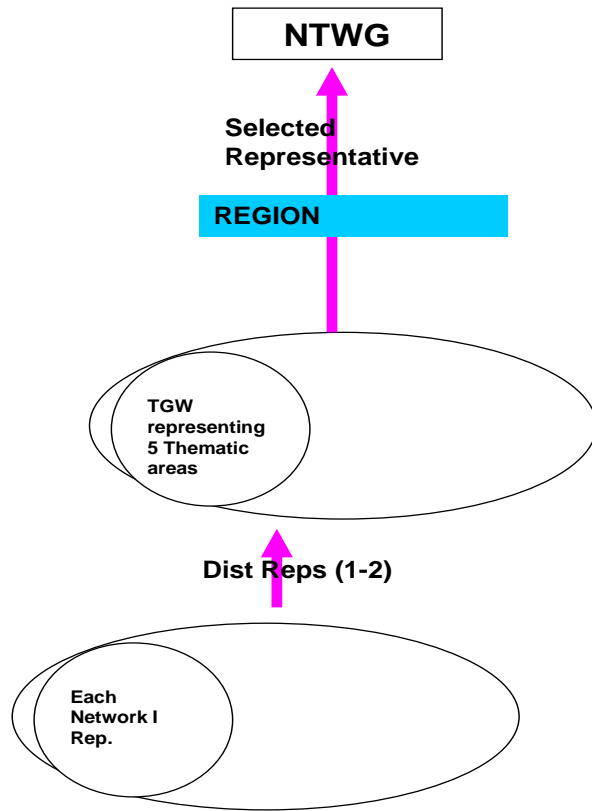 NTWG
Selected
Representative
REGION
TGW
representing
5 Thematic
areas
Dist Reps (1-2)
Each
Network I
Rep.